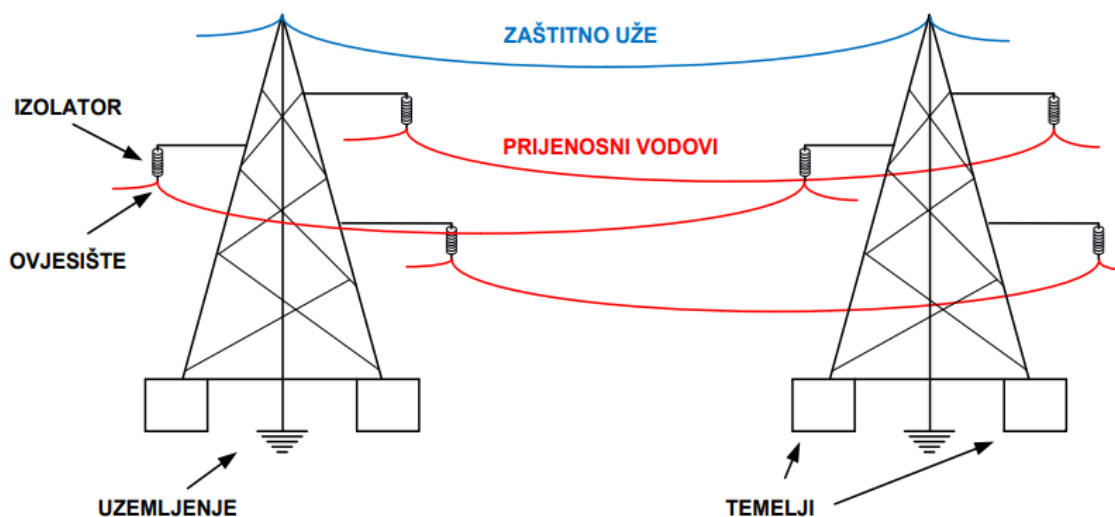 ZAŠTITNO UŽE
IZOLATOR
PRIJENOSNI VODOVI
OVJESIŠTE
UZEMLJENJE
TEMELJI